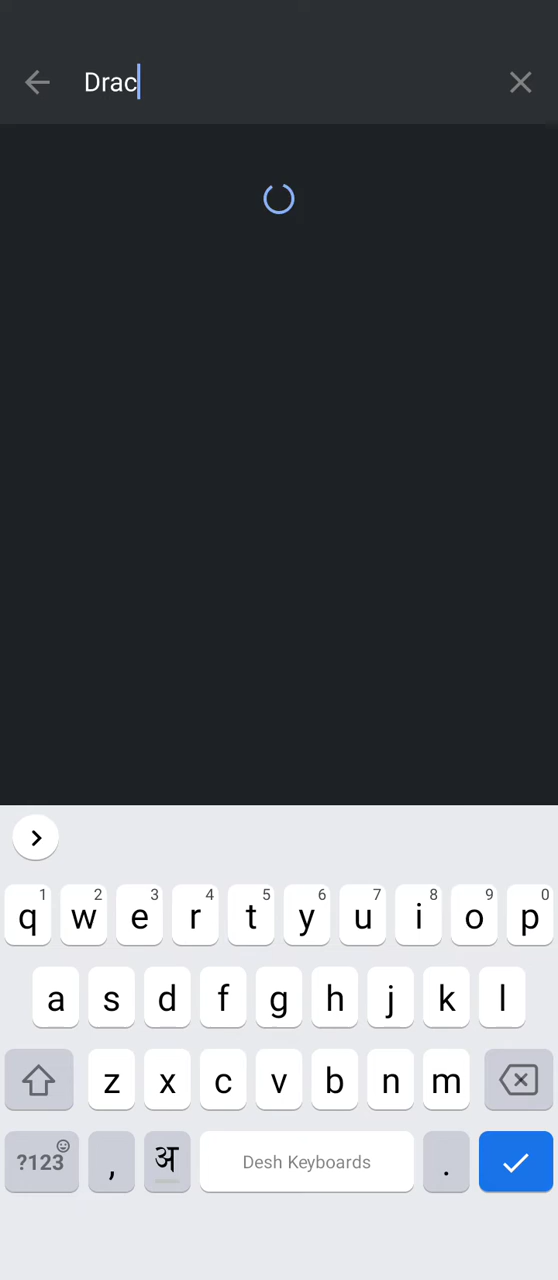 Drac
1 2 3 4 5 6 7 8 9 0
q w e r t y u i o p
a s d f g h j k l
z x c v b n m
?123 , अ Desh Keyboards .